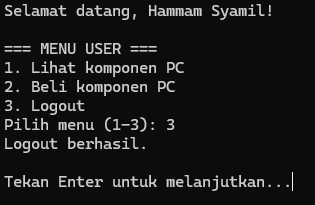 Selamat datang, Hammam Syamil!
=== MENU USER ===
1. Lihat komponen PC
2. Beli komponen PC
3. Logout
Pilih menu (1-3): 3
Logout berhasil.
Tekan Enter untuk melanjutkan...